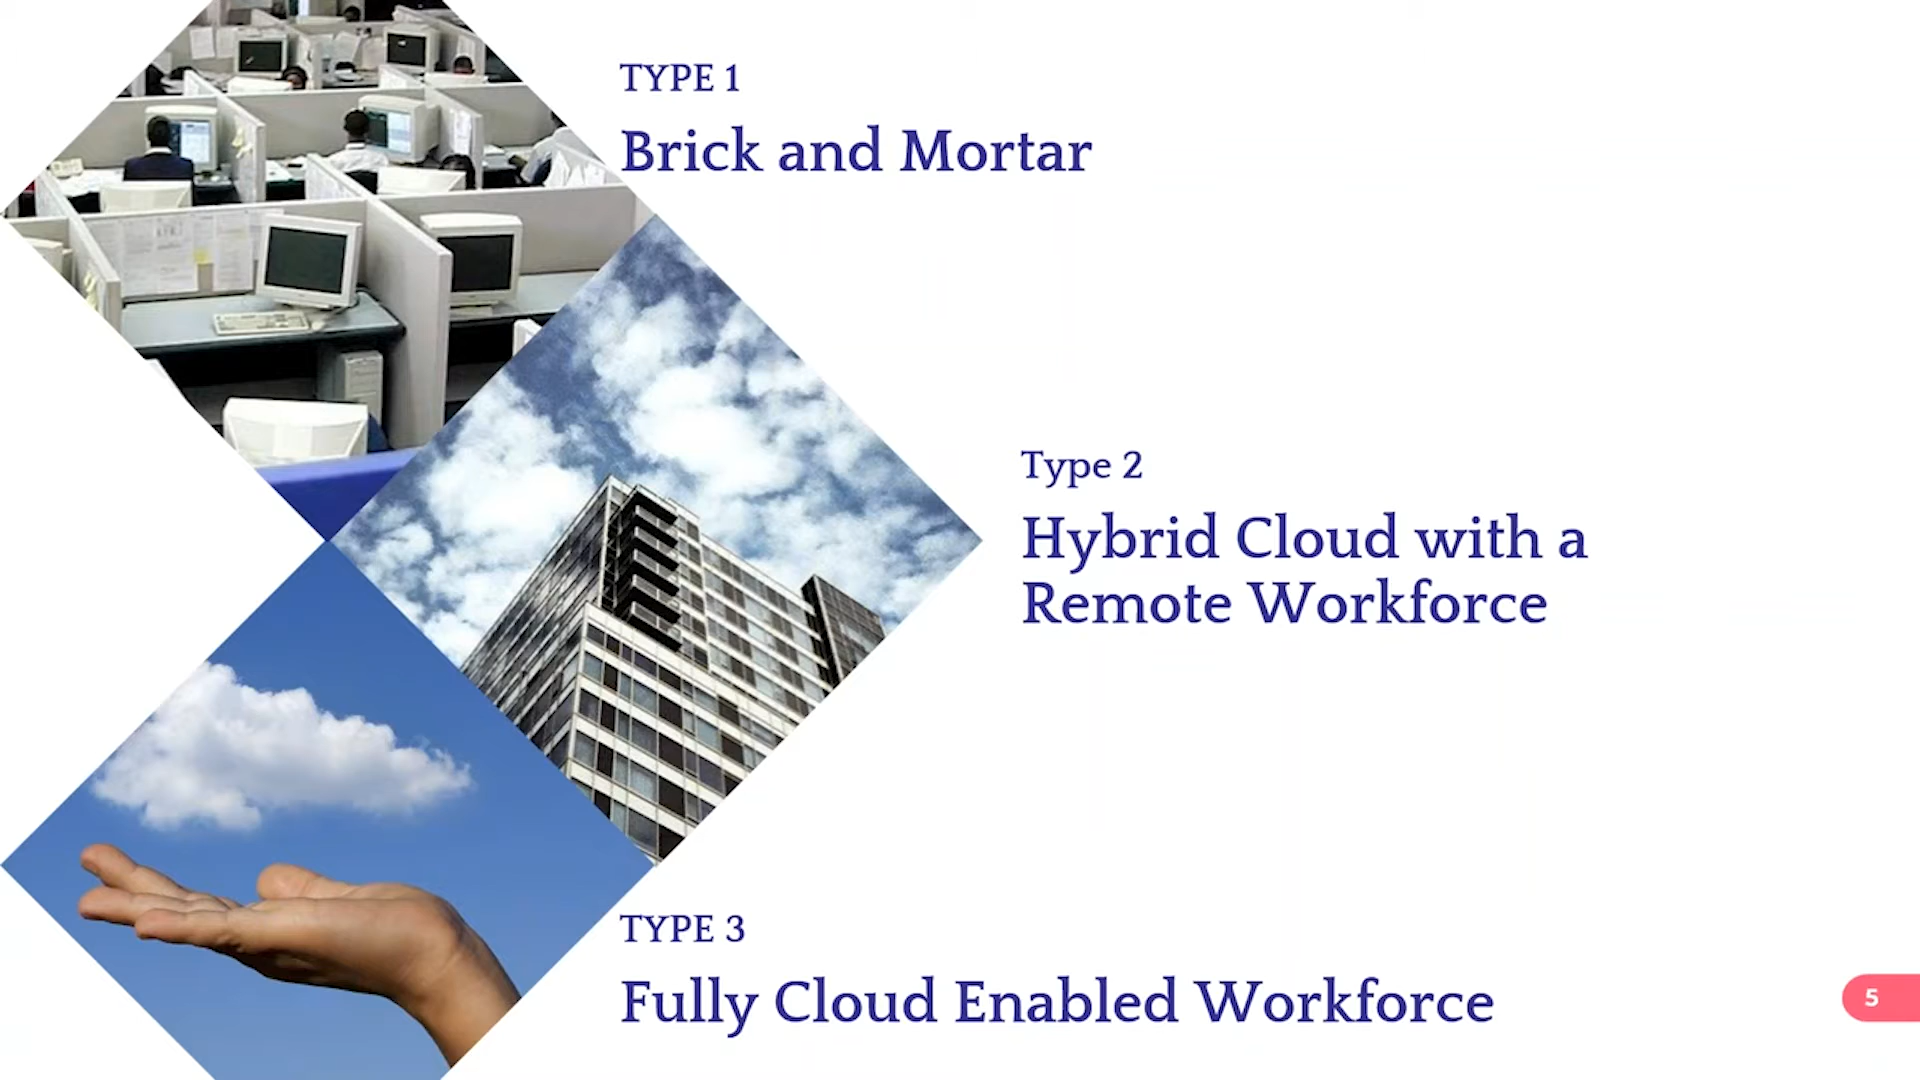 TYPE 1
Brick and Mortar
Type 2
Hybrid Cloud with a
Remote Workforce
TYPE 3
Fully Cloud Enabled Workforce
5